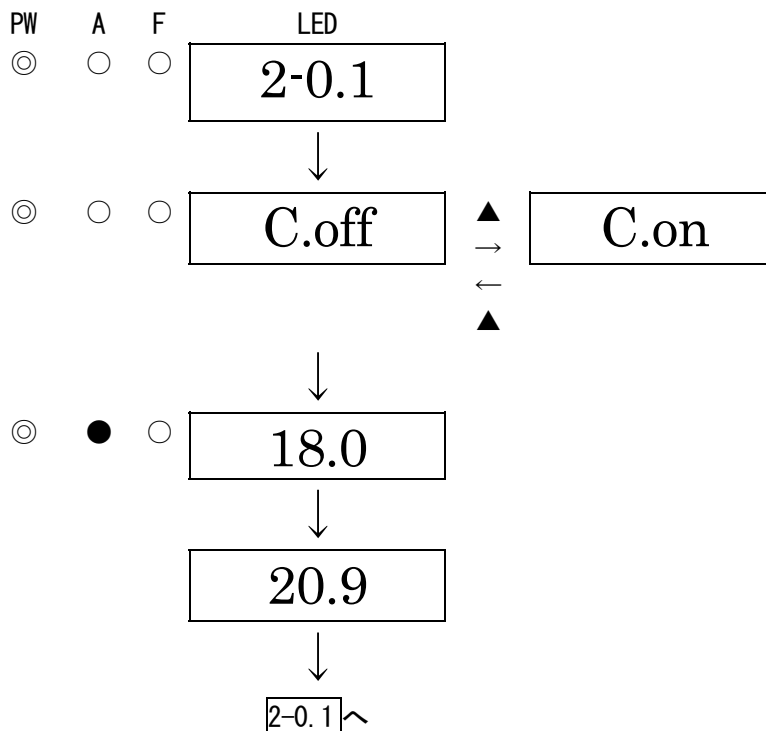 PW A F LED
◎ ○ ○ 2-0.1
↓
◎ ○ ○ C.off ▲ C.on
→
←
▲
↓
◎ ● ○ 18.0
↓
20.9
↓
2-0.1へ